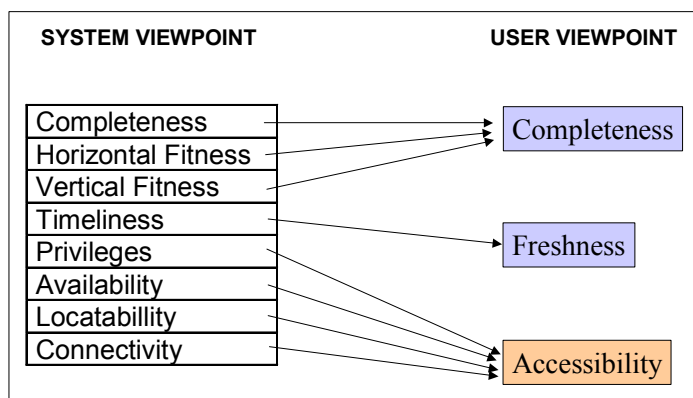 SYSTEM VIEWPOINT
USER VIEWPOINT
Completeness
Horizontal Fitness
Vertical Fitness
Timeliness
Privileges
Availability
Locatabillity
Connectivity
Completeness
Freshness
Accessibility